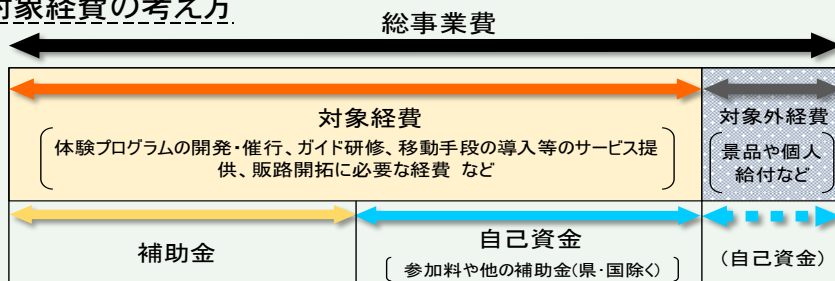 対象経費の考え方
総事業費
対象経費
体験プログラムの開発・催行、ガイド研修、移動手段の導入等のサービス提
供、販路開拓に必要な経費 など
対象外経費
景品や個人
給付など
補助金
自己資金
参加料や他の補助金(県・国除く)
（自己資金）